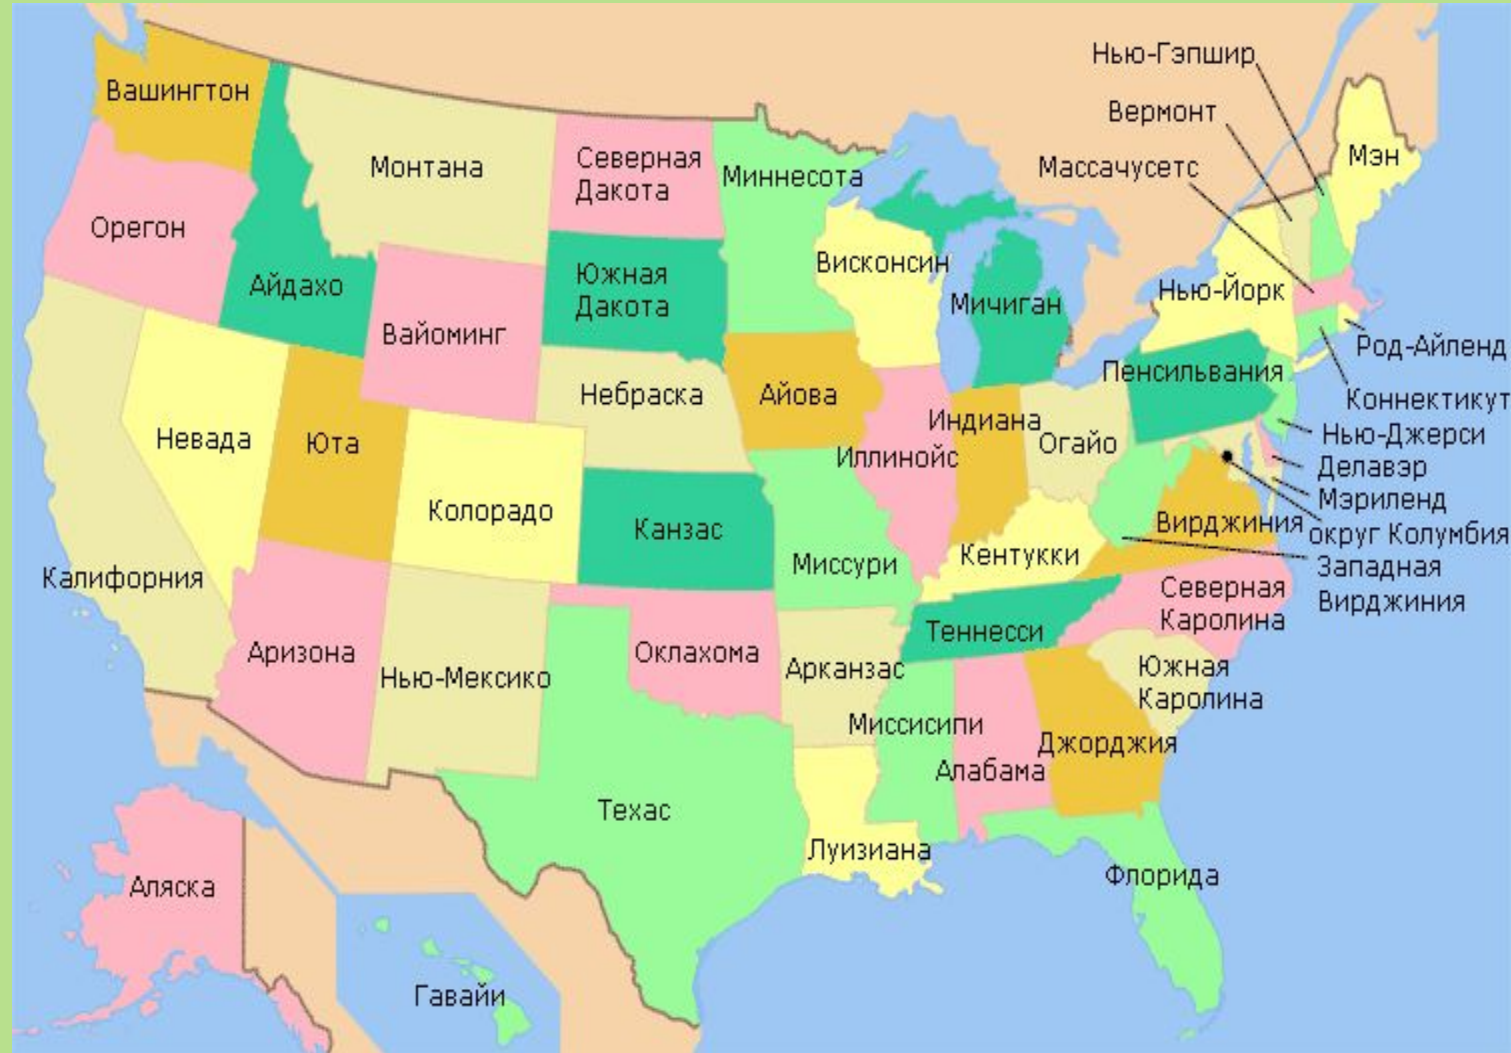 Нью-Гэпшир
Вашингтон
Вермонт
Мэн
Монтана
Северная
Дакота
Миннесота
Массачусетс
Орегон
Айдахо
Южная
Дакота
Висконсин
Мичиган
Нью-Йорк
Вайоминг
Род-Айленд
Небраска
Айова
Пенсильвания
Коннектикут
Невада
Юта
Индиана
Огайо
Иллинойс
Нью-Джерси
Делавэр
Мэриленд
Колорадо
Канзас
Вирджиния
округ Колумбия
Калифорния
Миссури
Кентукки
Западная
Вирджиния
Северная
Каролина
Теннесси
Аризона
Нью-Мексико
Оклахома
Арканзас
Южная
Каролина
Миссисипи
Джорджия
Алабама
Техас
Луизиана
Флорида
Аляска
Гавайи